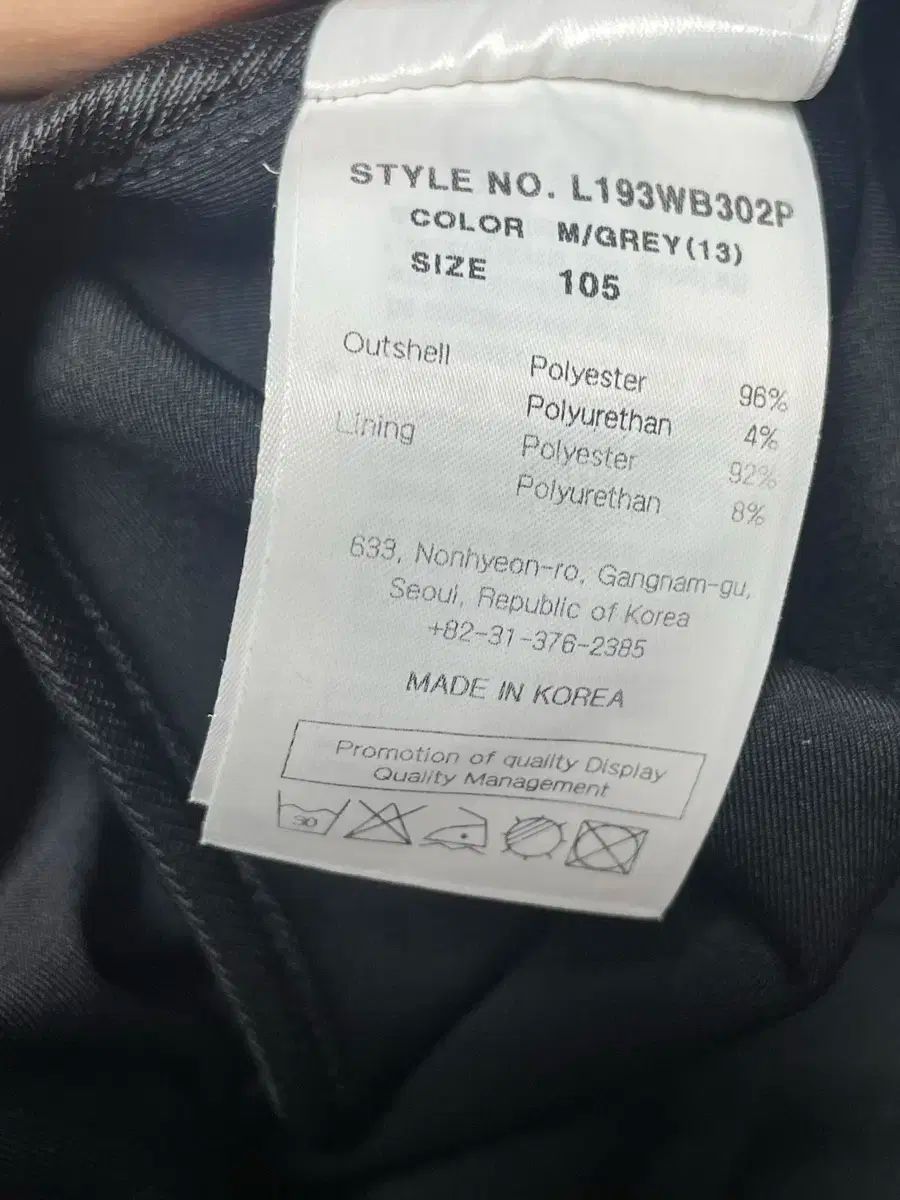 STYLE NO. L193WB302P
COLOR M/GREY(13)
SIZE 105
Outshell Polyester 96%
Polyurethan 4%
Lining Polyester 92%
Polyurethan 8%
633, Nonhyeon-ro, Gangnam-gu,
Seoul, Republic of Korea
+82-31-376-2385
MADE IN KOREA
Promotion of quality Display
Quality Management
30